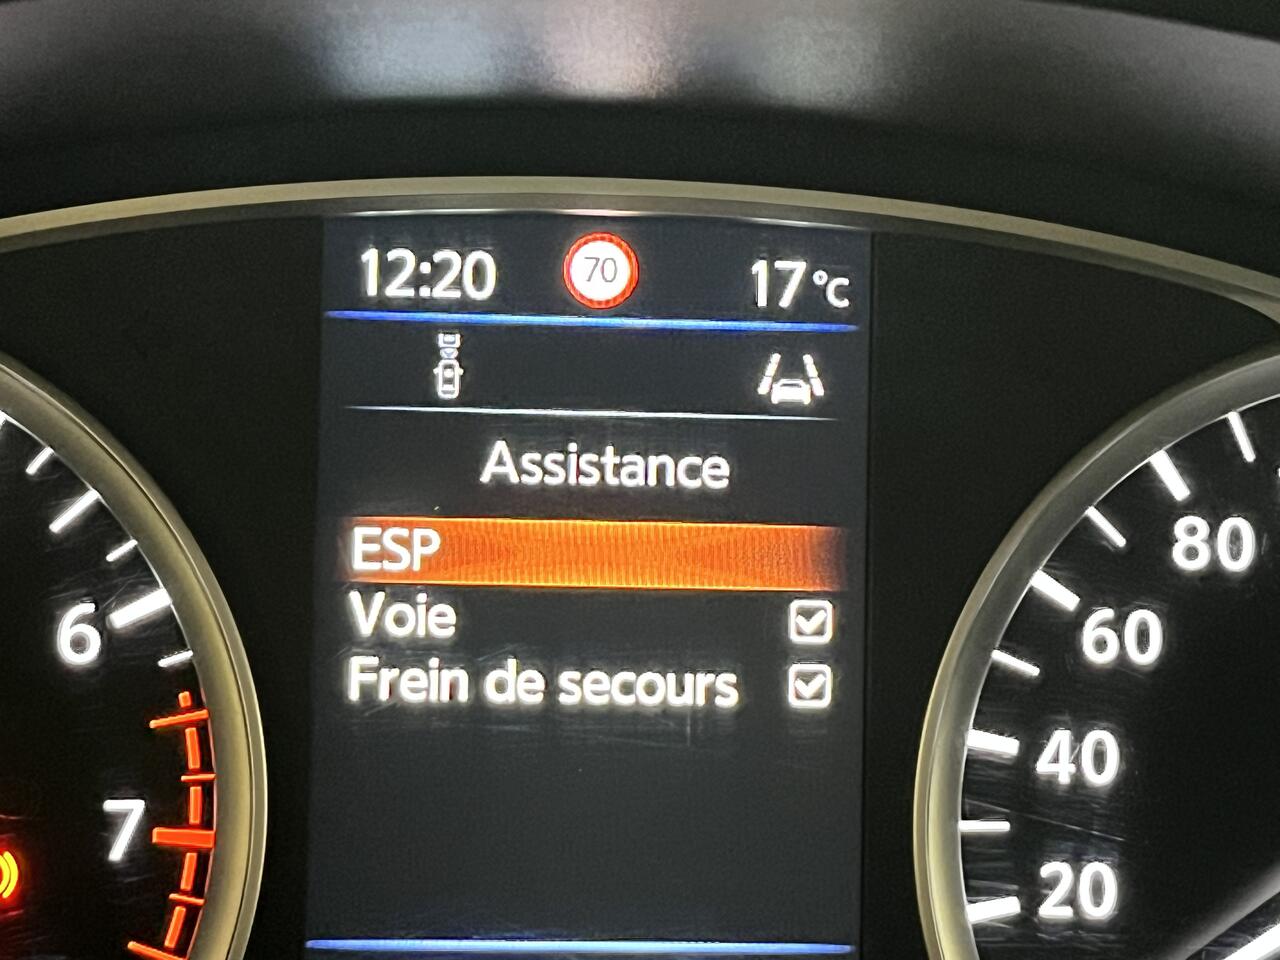 12:20 70 17 °C
Assistance
ESP
Voie
Frein de secours
6
7
80
60
40
20